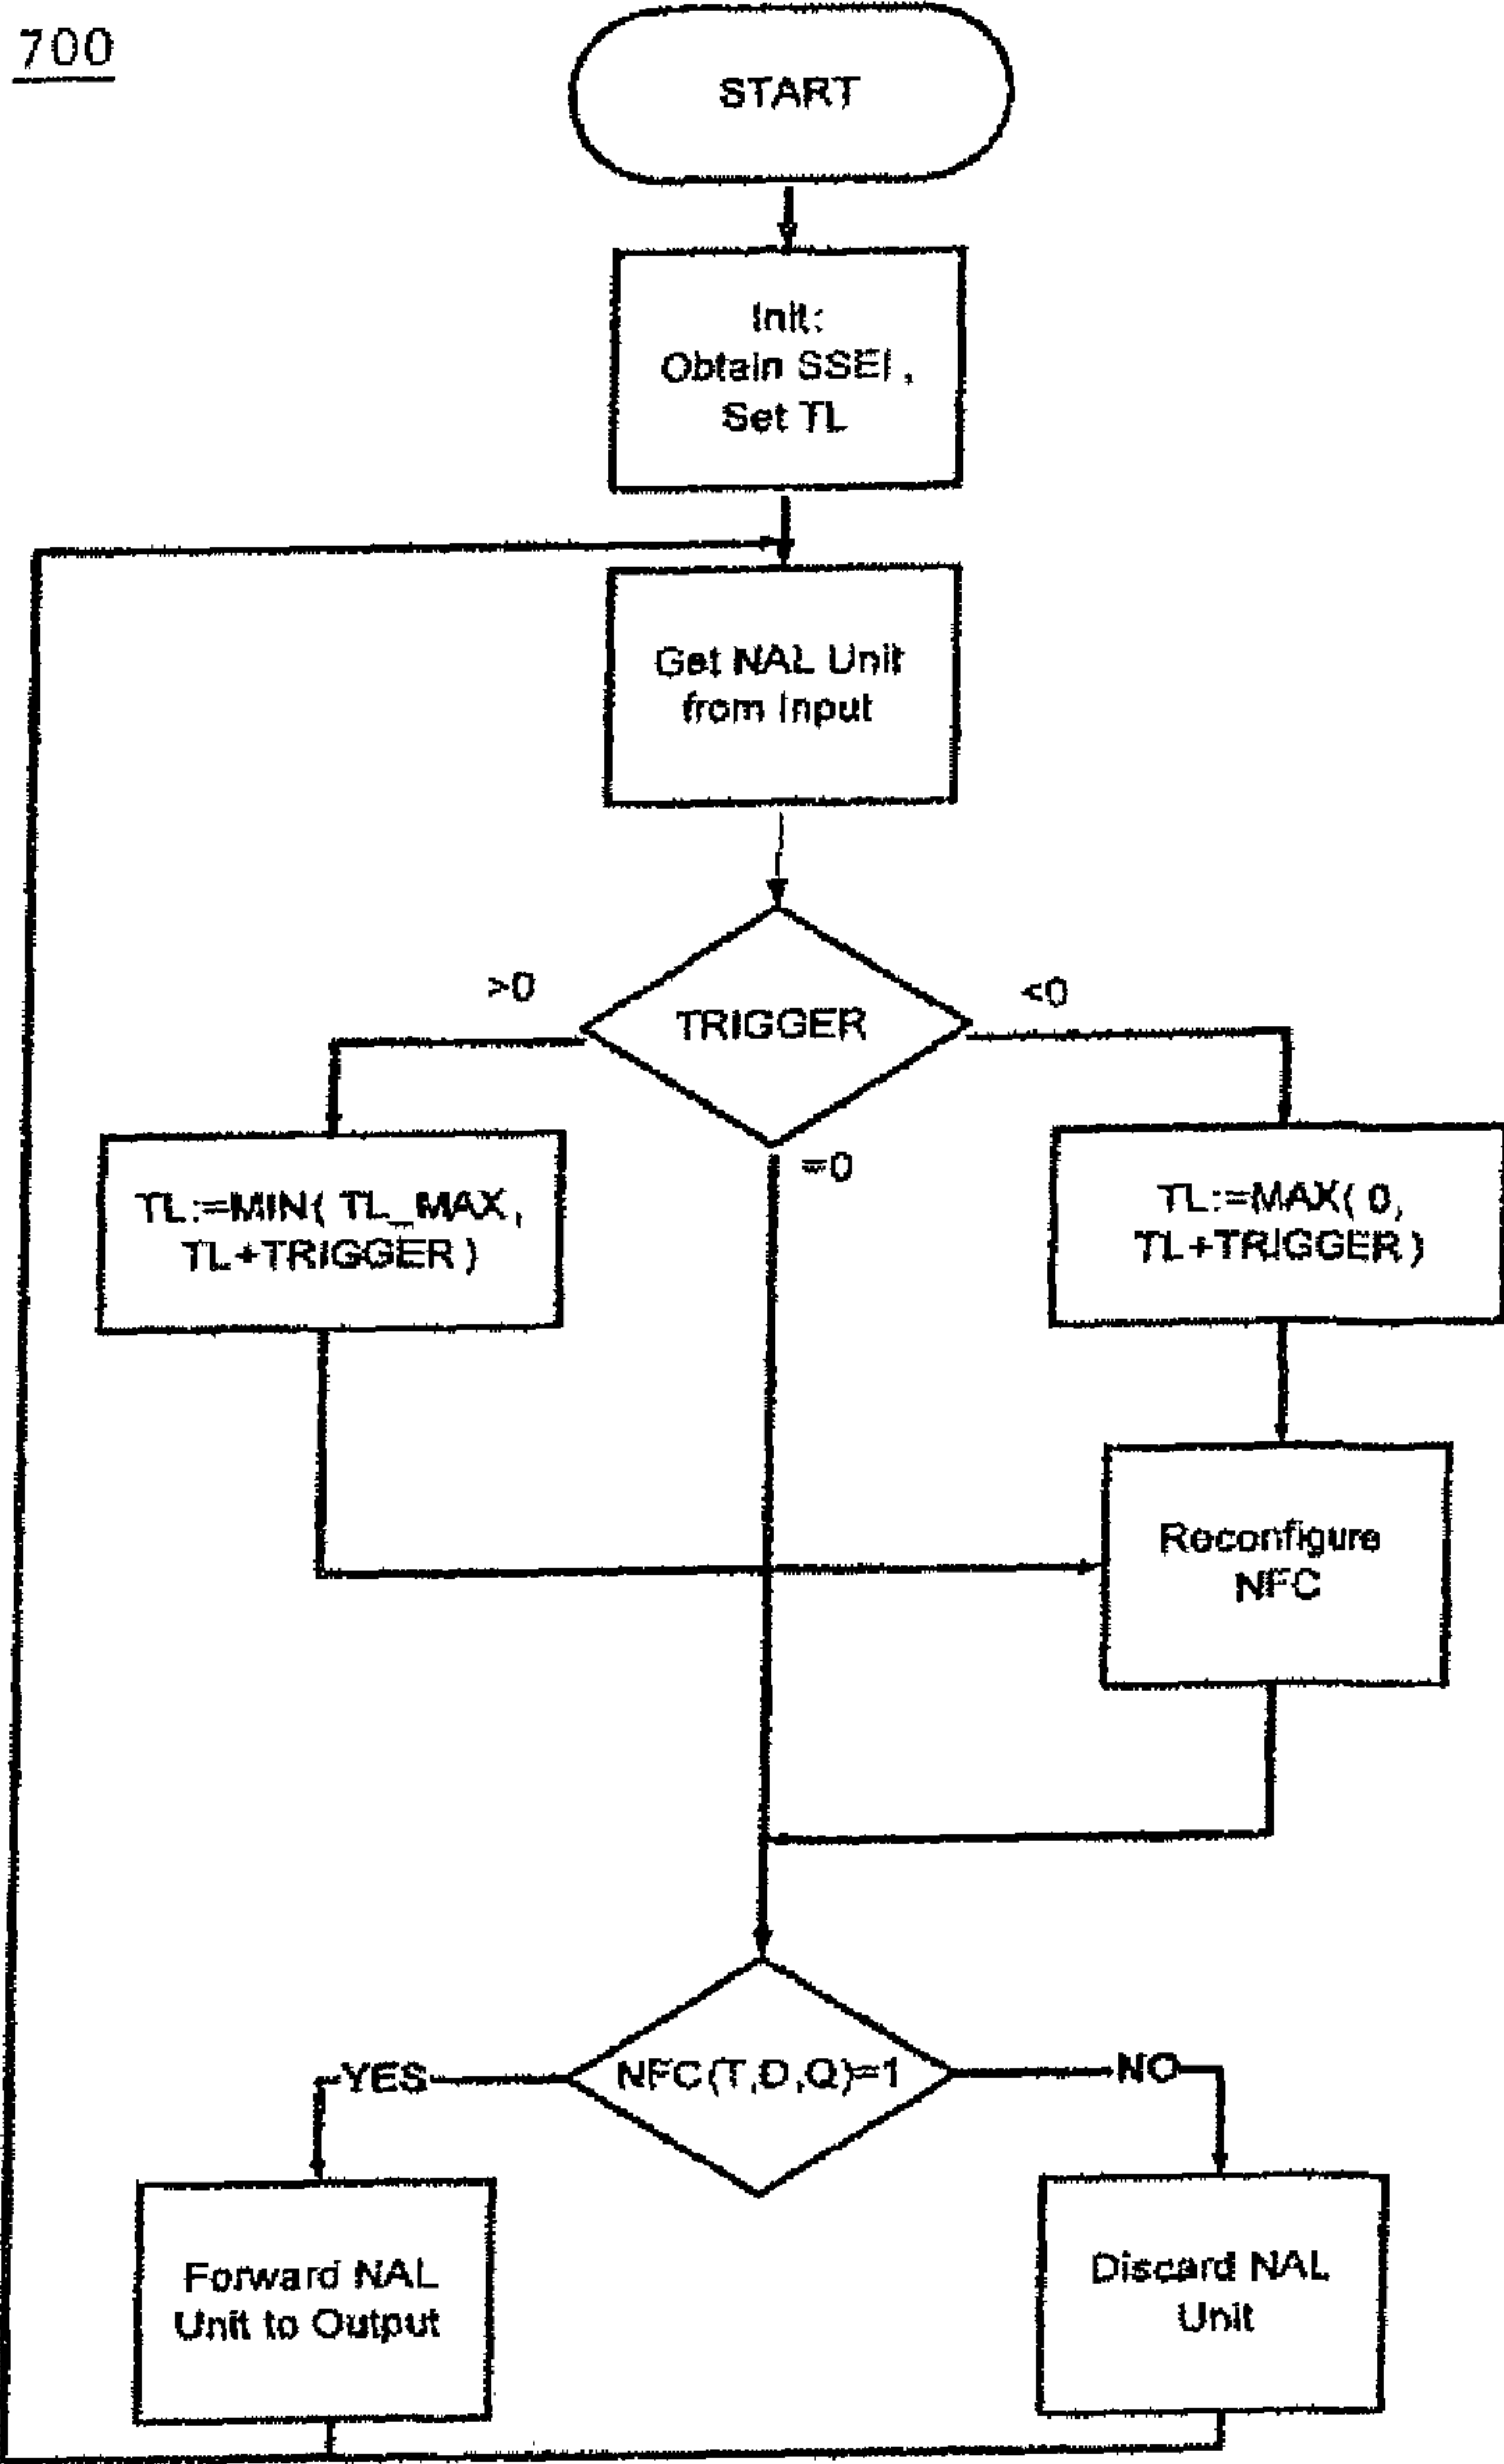 700
START
Init:
Obtain SSEI,
Set TL
Get NAL Unit
from Input
>0
TRIGGER
<0
=0
TL:=MIN( TL_MAX,
TL+TRIGGER )
TL:=MAX( 0,
TL+TRIGGER )
Reconfigure
NFC
YES
NFC(T,D,Q)=1
NO
Forward NAL
Unit to Output
Discard NAL
Unit